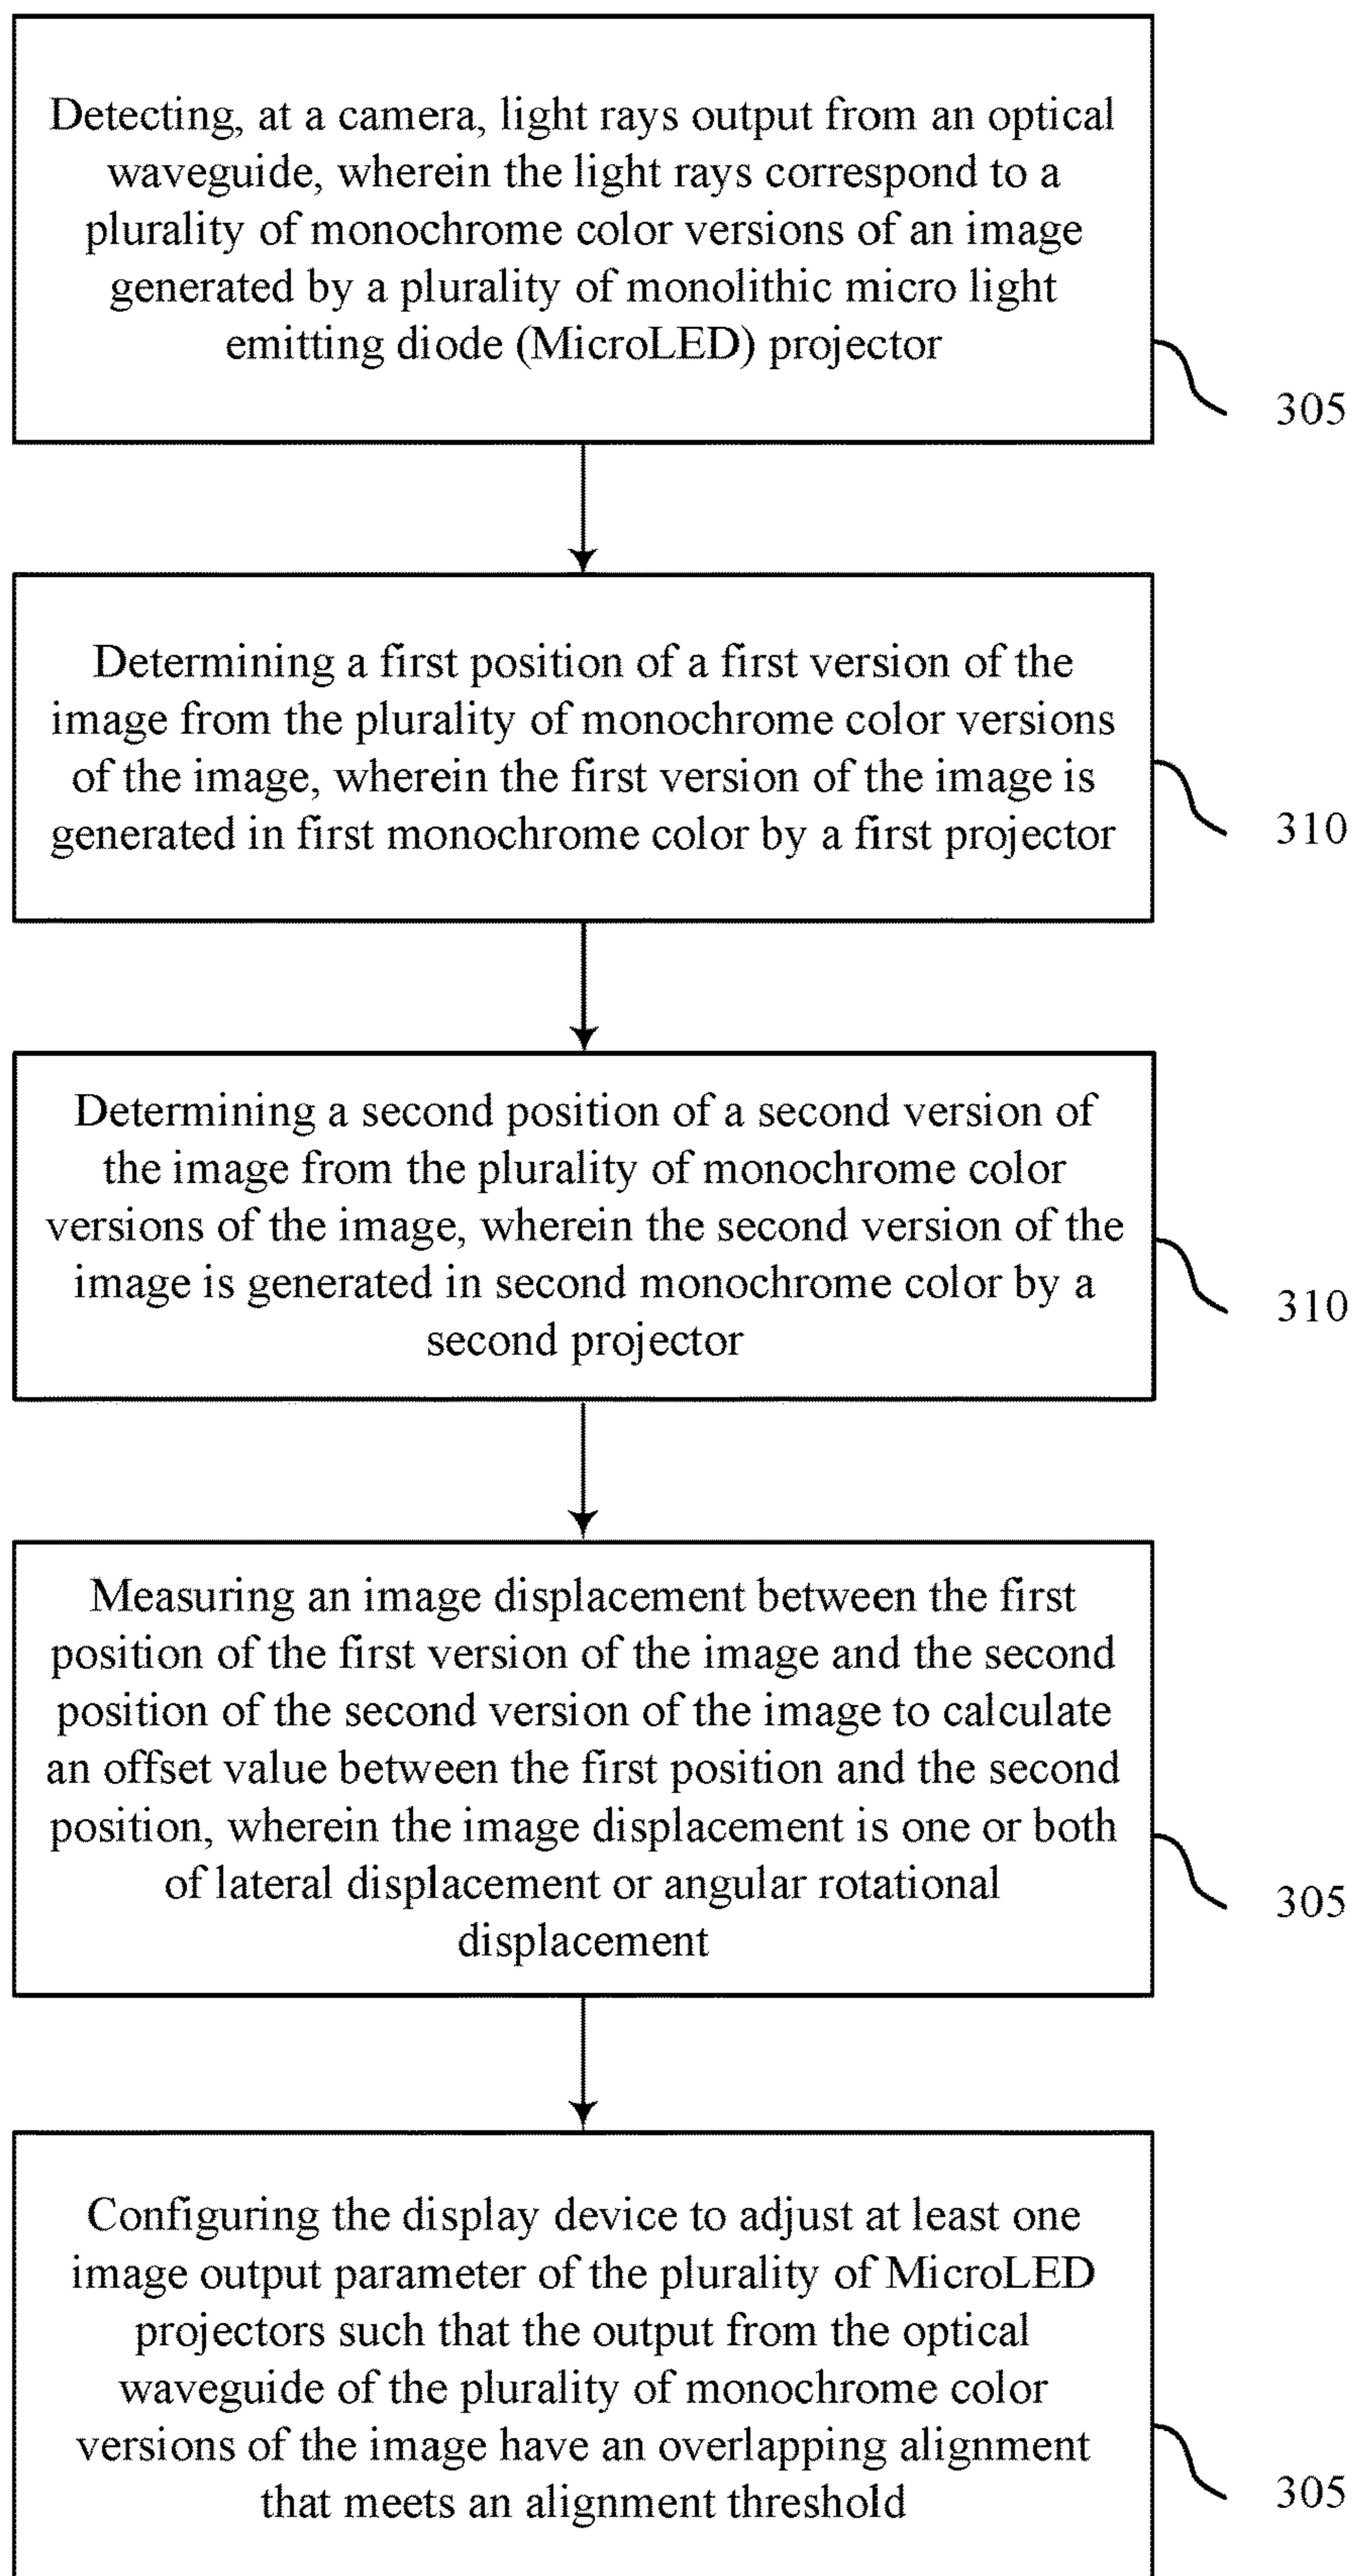 Detecting, at a camera, light rays output from an optical
waveguide, wherein the light rays correspond to a
plurality of monochrome color versions of an image
generated by a plurality of monolithic micro light
emitting diode (MicroLED) projector
305
Determining a first position of a first version of the
image from the plurality of monochrome color versions
of the image, wherein the first version of the image is
generated in first monochrome color by a first projector
310
Determining a second position of a second version of
the image from the plurality of monochrome color
versions of the image, wherein the second version of the
image is generated in second monochrome color by a
second projector
310
Measuring an image displacement between the first
position of the first version of the image and the second
position of the second version of the image to calculate
an offset value between the first position and the second
position, wherein the image displacement is one or both
of lateral displacement or angular rotational
displacement
305
Configuring the display device to adjust at least one
image output parameter of the plurality of MicroLED
projectors such that the output from the optical
waveguide of the plurality of monochrome color
versions of the image have an overlapping alignment
that meets an alignment threshold
305